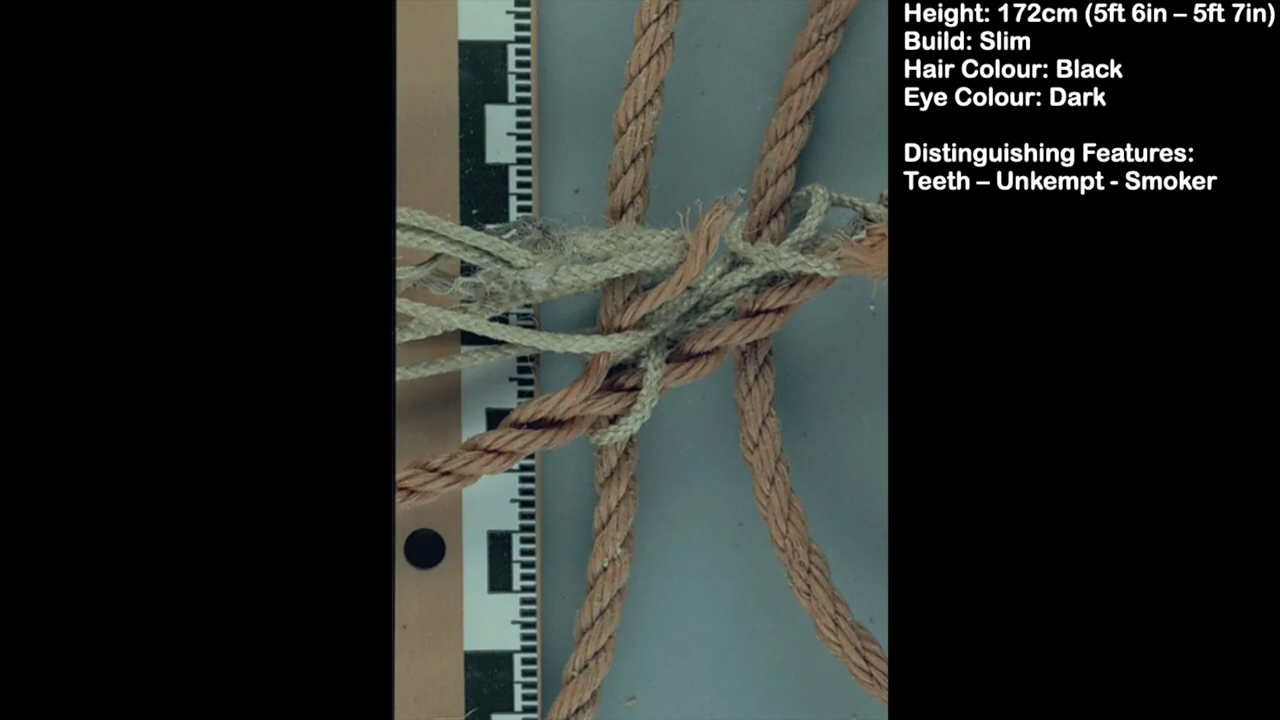 Height: 172cm (5ft 6in – 5ft 7in)
Build: Slim
Hair Colour: Black
Eye Colour: Dark
Distinguishing Features:
Teeth – Unkempt - Smoker